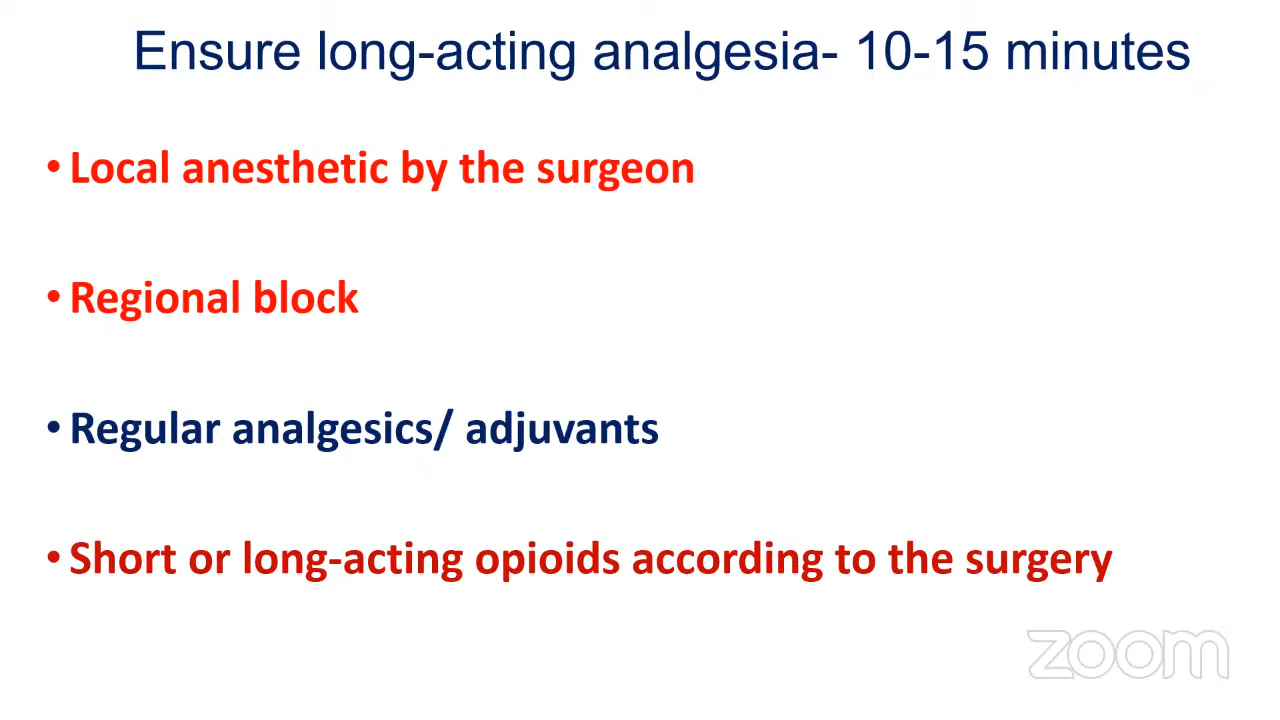 Ensure long-acting analgesia- 10-15 minutes
• Local anesthetic by the surgeon
• Regional block
• Regular analgesics/ adjuvants
• Short or long-acting opioids according to the surgery
zoom